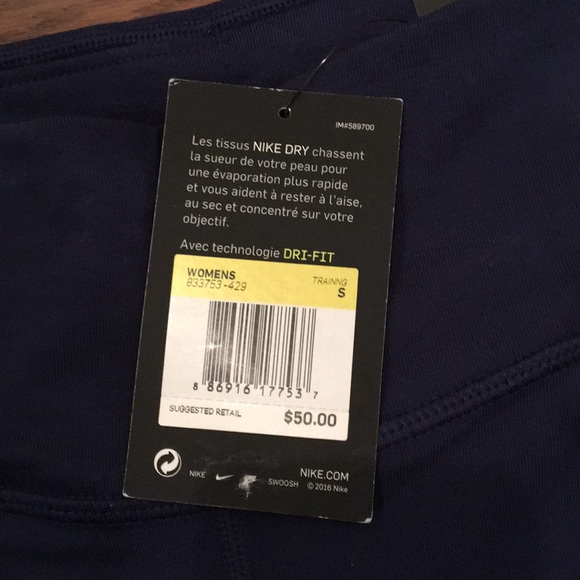 IM#589700
Les tissus NIKE DRY chassent
la sueur de votre peau pour
une évaporation plus rapide
et vous aident à rester à l'aise,
au sec et concentré sur votre
objectif.
Avec technologie DRI-FIT
WOMENS TRAINNG
833753-429 S
8 86916 17753 7
SUGGESTED RETAIL $50.00
NIKE SWOOSH NIKE.COM
© 2016 Nike